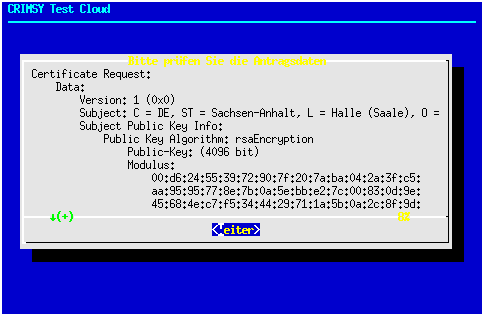 CRIMSY Test Cloud
Bitte prüfen Sie die Antragsdaten
Certificate Request:
Data:
Version: 1 (0x0)
Subject: C = DE, ST = Sachsen-Anhalt, L = Halle (Saale), O =
Subject Public Key Info:
Public Key Algorithm: rsaEncryption
Public-Key: (4096 bit)
Modulus:
00:d6:24:55:39:72:90:7f:20:7a:ba:04:2a:3f:c5:
aa:95:95:77:8e:7b:0a:5e:bb:e2:7c:00:83:0d:9e:
45:68:4e:c7:f5:34:44:29:71:1a:5b:0a:2c:8f:9d:
↓(+)
<Weiter>